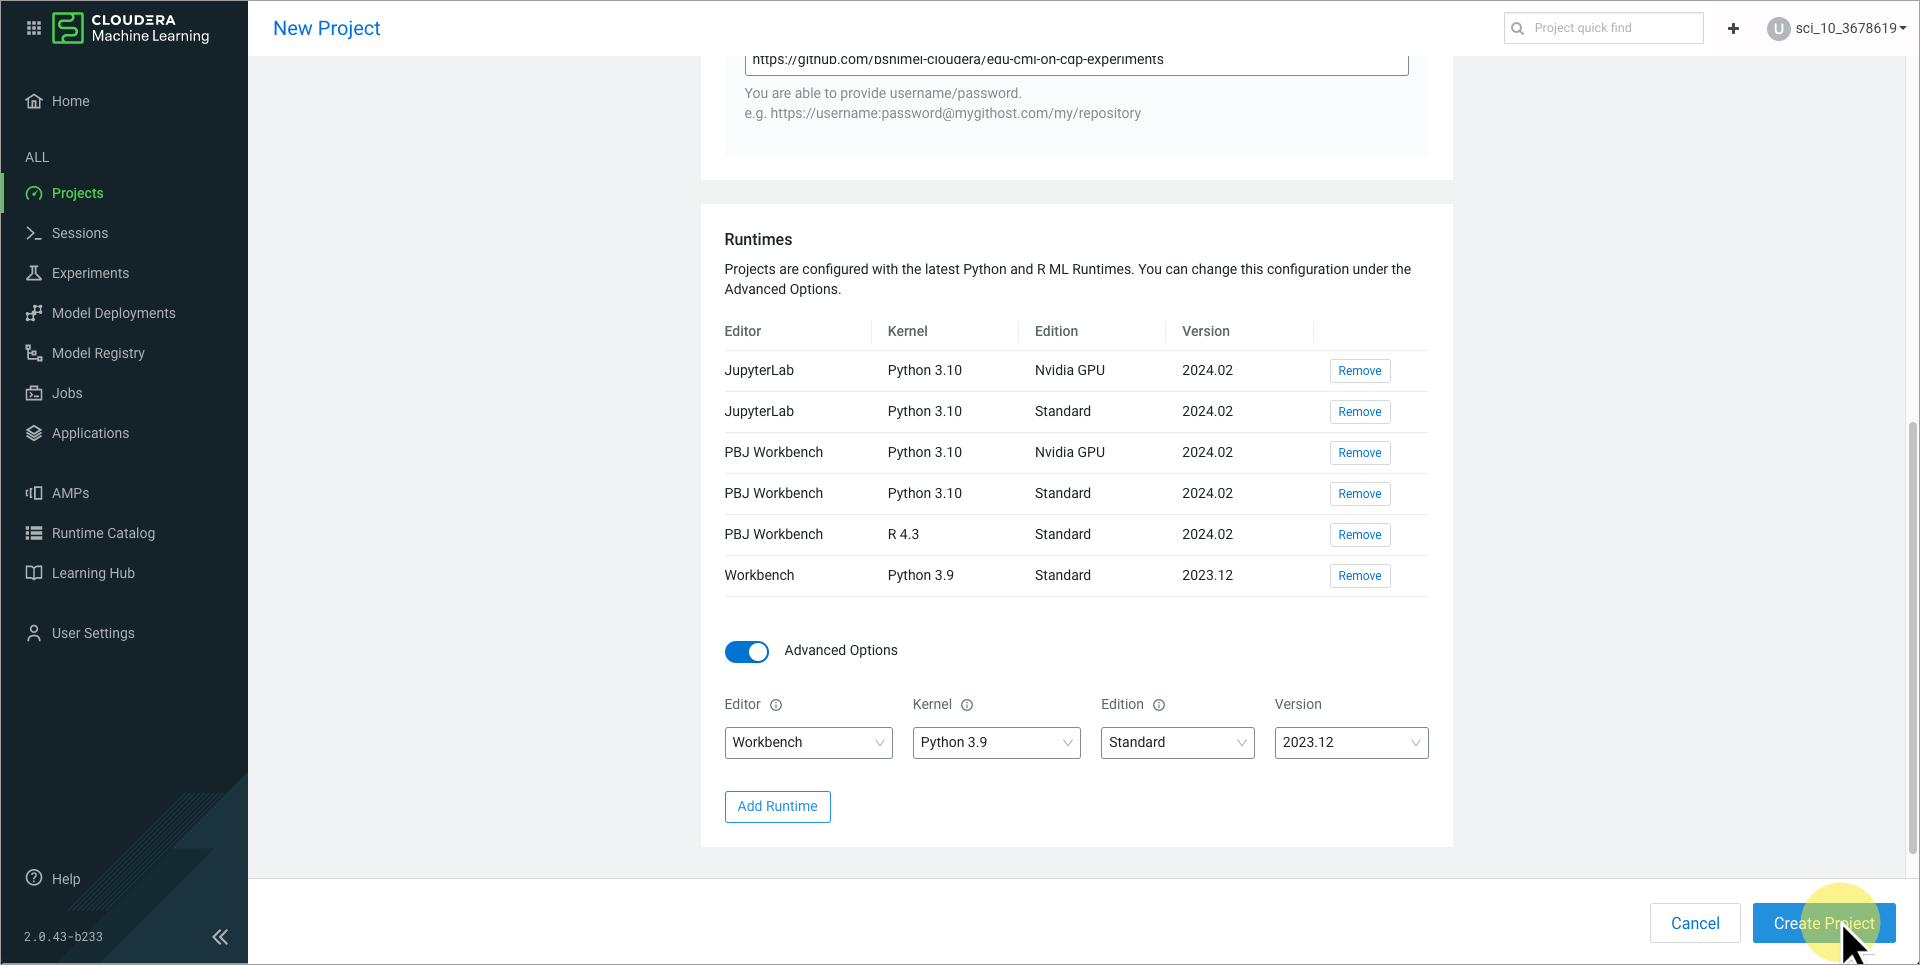 CLOUDERA
Machine Learning
New Project
Project quick find
U
sci_10_3678619
Home
ALL
Projects
Sessions
Experiments
Model Deployments
Model Registry
Jobs
Applications
AMPs
Runtime Catalog
Learning Hub
User Settings
Help
2.0.43-b233
https://github.com/bshimel-cloudera/edu-cml-on-cdp-experiments
You are able to provide username/password.
e.g. https://username:password@mygithost.com/my/repository
Runtimes
Projects are configured with the latest Python and R ML Runtimes. You can change this configuration under the
Advanced Options.
Editor Kernel Edition Version
JupyterLab Python 3.10 Nvidia GPU 2024.02 Remove
JupyterLab Python 3.10 Standard 2024.02 Remove
PBJ Workbench Python 3.10 Nvidia GPU 2024.02 Remove
PBJ Workbench Python 3.10 Standard 2024.02 Remove
PBJ Workbench R 4.3 Standard 2024.02 Remove
Workbench Python 3.9 Standard 2023.12 Remove
Advanced Options
Editor Kernel Edition Version
Workbench Python 3.9 Standard 2023.12
Add Runtime
Cancel Create Project